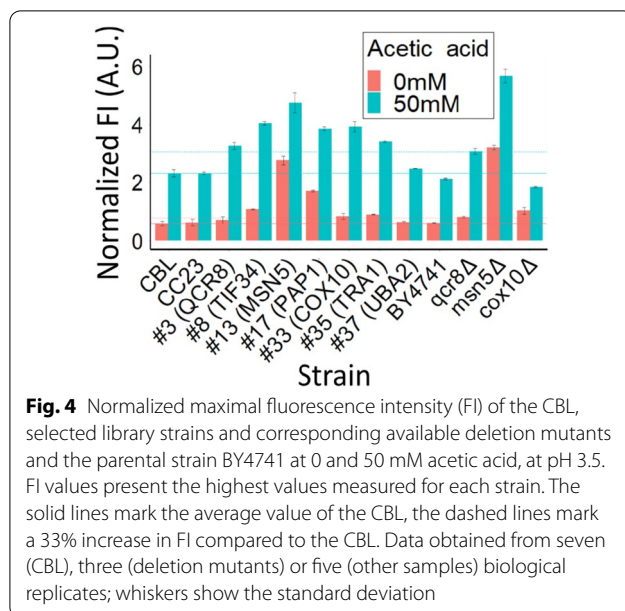 Acetic acid
0mM
50mM
Normalized FI (A.U.)
6
4
2
0
CBL
CC23
#3 (QCR8)
#8 (TIF34)
#13 (MSN5)
#17 (PAP1)
#33 (COX10)
#35 (TRA1)
#37 (UBA2)
BY4741
qcr8Δ
msn5Δ
cox10Δ
Strain
Fig. 4 Normalized maximal fluorescence intensity (FI) of the CBL,
selected library strains and corresponding available deletion mutants
and the parental strain BY4741 at 0 and 50 mM acetic acid, at pH 3.5.
FI values present the highest values measured for each strain. The
solid lines mark the average value of the CBL, the dashed lines mark
a 33% increase in FI compared to the CBL. Data obtained from seven
(CBL), three (deletion mutants) or five (other samples) biological
replicates; whiskers show the standard deviation